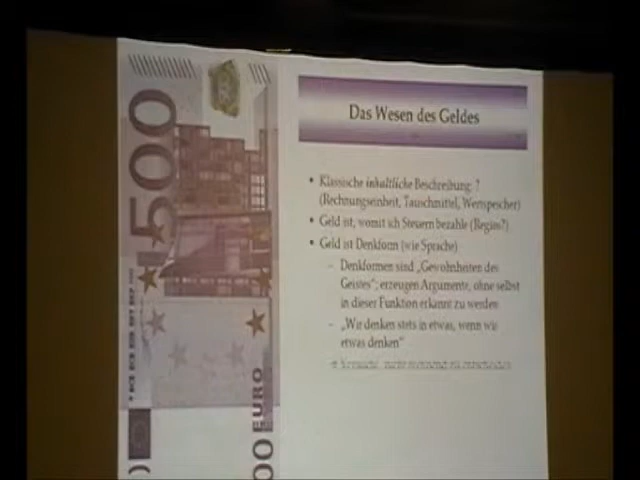 Das Wesen des Geldes
• Klassische inhaltliche Beschreibung: ?
(Rechnungseinheit, Tauschmittel, Wertspeicher)
• Geld ist, womit ich Steuern bezahle (Regiss?)
• Geld ist Denkform (wie Sprache)
– Denkformen sind „Gewohnheiten des
Geistes“; erzeugen Argumente, ohne selbst
in dieser Funktion erkannt zu werden
– „Wir denken stets in etwas, wenn wir
etwas denken“
500
EURO
00